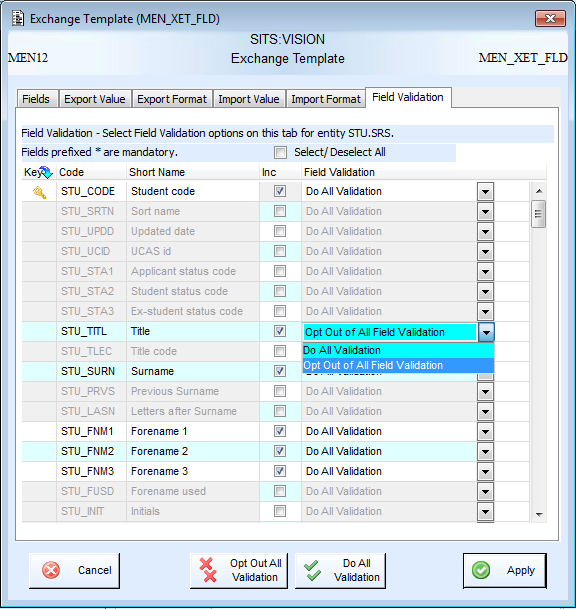 Exchange Template (MEN_XET_FLD)
SITS:VISION
MEN12 Exchange Template MEN_XET_FLD
Fields Export Value Export Format Import Value Import Format Field Validation
Field Validation - Select Field Validation options on this tab for entity STU.SRS.
Fields prefixed * are mandatory. Select/ Deselect All
Key Code Short Name Inc Field Validation
STU_CODE Student code Do All Validation
STU_SRTN Sort name Do All Validation
STU_UPDD Updated date Do All Validation
STU_UCID UCAS id Do All Validation
STU_STA1 Applicant status code Do All Validation
STU_STA2 Student status code Do All Validation
STU_STA3 Ex-student status code Do All Validation
STU_TITL Title Opt Out of All Field Validation
STU_TLEC Title code Do All Validation
Opt Out of All Field Validation
STU_SURN Surname
STU_PRVS Previous Surname Do All Validation
STU_LASN Letters after Surname Do All Validation
STU_FNM1 Forename 1 Do All Validation
STU_FNM2 Forename 2 Do All Validation
STU_FNM3 Forename 3 Do All Validation
STU_FUSD Forename used Do All Validation
STU_INIT Initials Do All Validation
Cancel Opt Out All Validation Do All Validation Apply